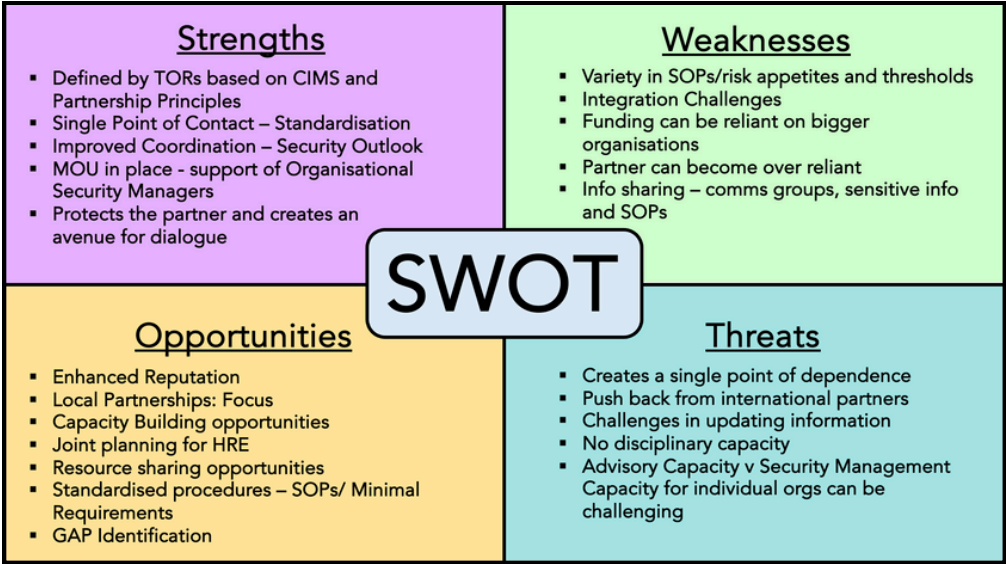 Strengths
▪ Defined by TORs based on CIMS and
Partnership Principles
▪ Single Point of Contact – Standardisation
▪ Improved Coordination – Security Outlook
▪ MOU in place - support of Organisational
Security Managers
▪ Protects the partner and creates an
avenue for dialogue
Weaknesses
▪ Variety in SOPs/risk appetites and thresholds
▪ Integration Challenges
▪ Funding can be reliant on bigger
organisations
▪ Partner can become over reliant
▪ Info sharing – comms groups, sensitive info
and SOPs
SWOT
Opportunities
▪ Enhanced Reputation
▪ Local Partnerships: Focus
▪ Capacity Building opportunities
▪ Joint planning for HRE
▪ Resource sharing opportunities
▪ Standardised procedures – SOPs/ Minimal
Requirements
▪ GAP Identification
Threats
▪ Creates a single point of dependence
▪ Push back from international partners
▪ Challenges in updating information
▪ No disciplinary capacity
▪ Advisory Capacity v Security Management
Capacity for individual orgs can be
challenging